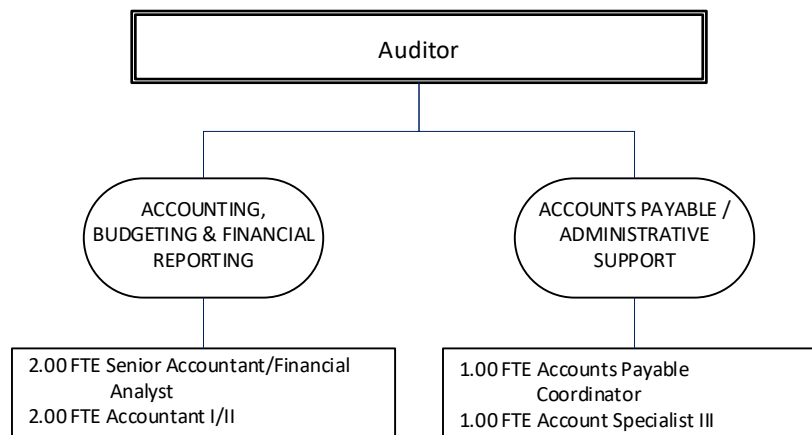 Auditor
ACCOUNTING,
BUDGETING & FINANCIAL
REPORTING
ACCOUNTS PAYABLE /
ADMINISTRATIVE
SUPPORT
2.00 FTE Senior Accountant/Financial
Analyst
2.00 FTE Accountant I/II
1.00 FTE Accounts Payable
Coordinator
1.00 FTE Account Specialist III